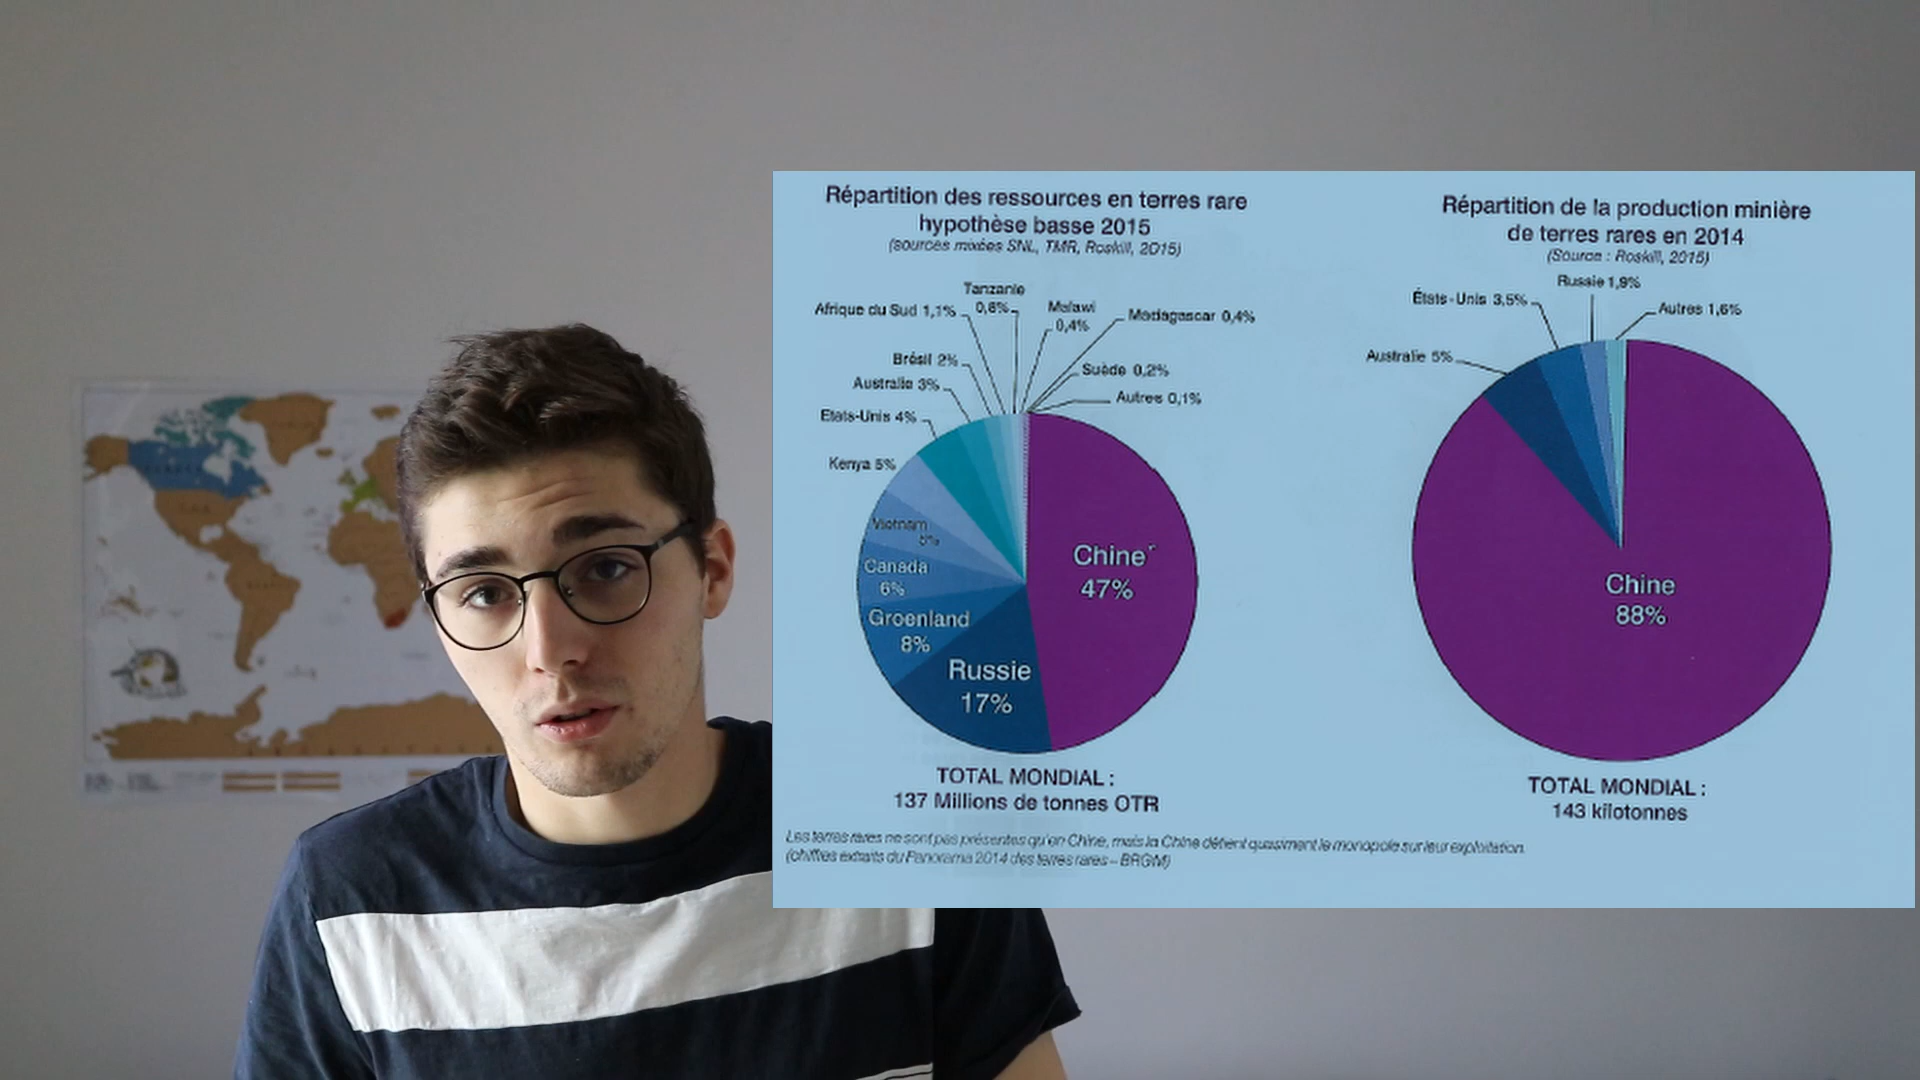 Répartition des ressources en terres rare
hypothèse basse 2015
(sources mixées SNL, TMR, Roskill, 2015)
Tanzanie
0,6%
Afrique du Sud 1,1%
Malawi
0,4%
Madagascar 0,4%
Brésil 2%
Suède 0,2%
Australie 3%
Autres 0,1%
Etats-Unis 4%
Kenya 5%
Vietnam
5%
Canada
6%
Groenland
8%
Russie
17%
Chine*
47%
TOTAL MONDIAL :
137 Millions de tonnes OTR
Répartition de la production minière
de terres rares en 2014
(Source : Roskill, 2015)
Russie 1,9%
États-Unis 3,5%
Autres 1,6%
Australie 5%
Chine
88%
TOTAL MONDIAL :
143 kilotonnes
Les terres rares ne sont pas présentes qu'en Chine, mais la Chine détient quasiment le monopole sur leur exploitation.
(chiffres extraits du Panorama 2014 des terres rares – BRGM)